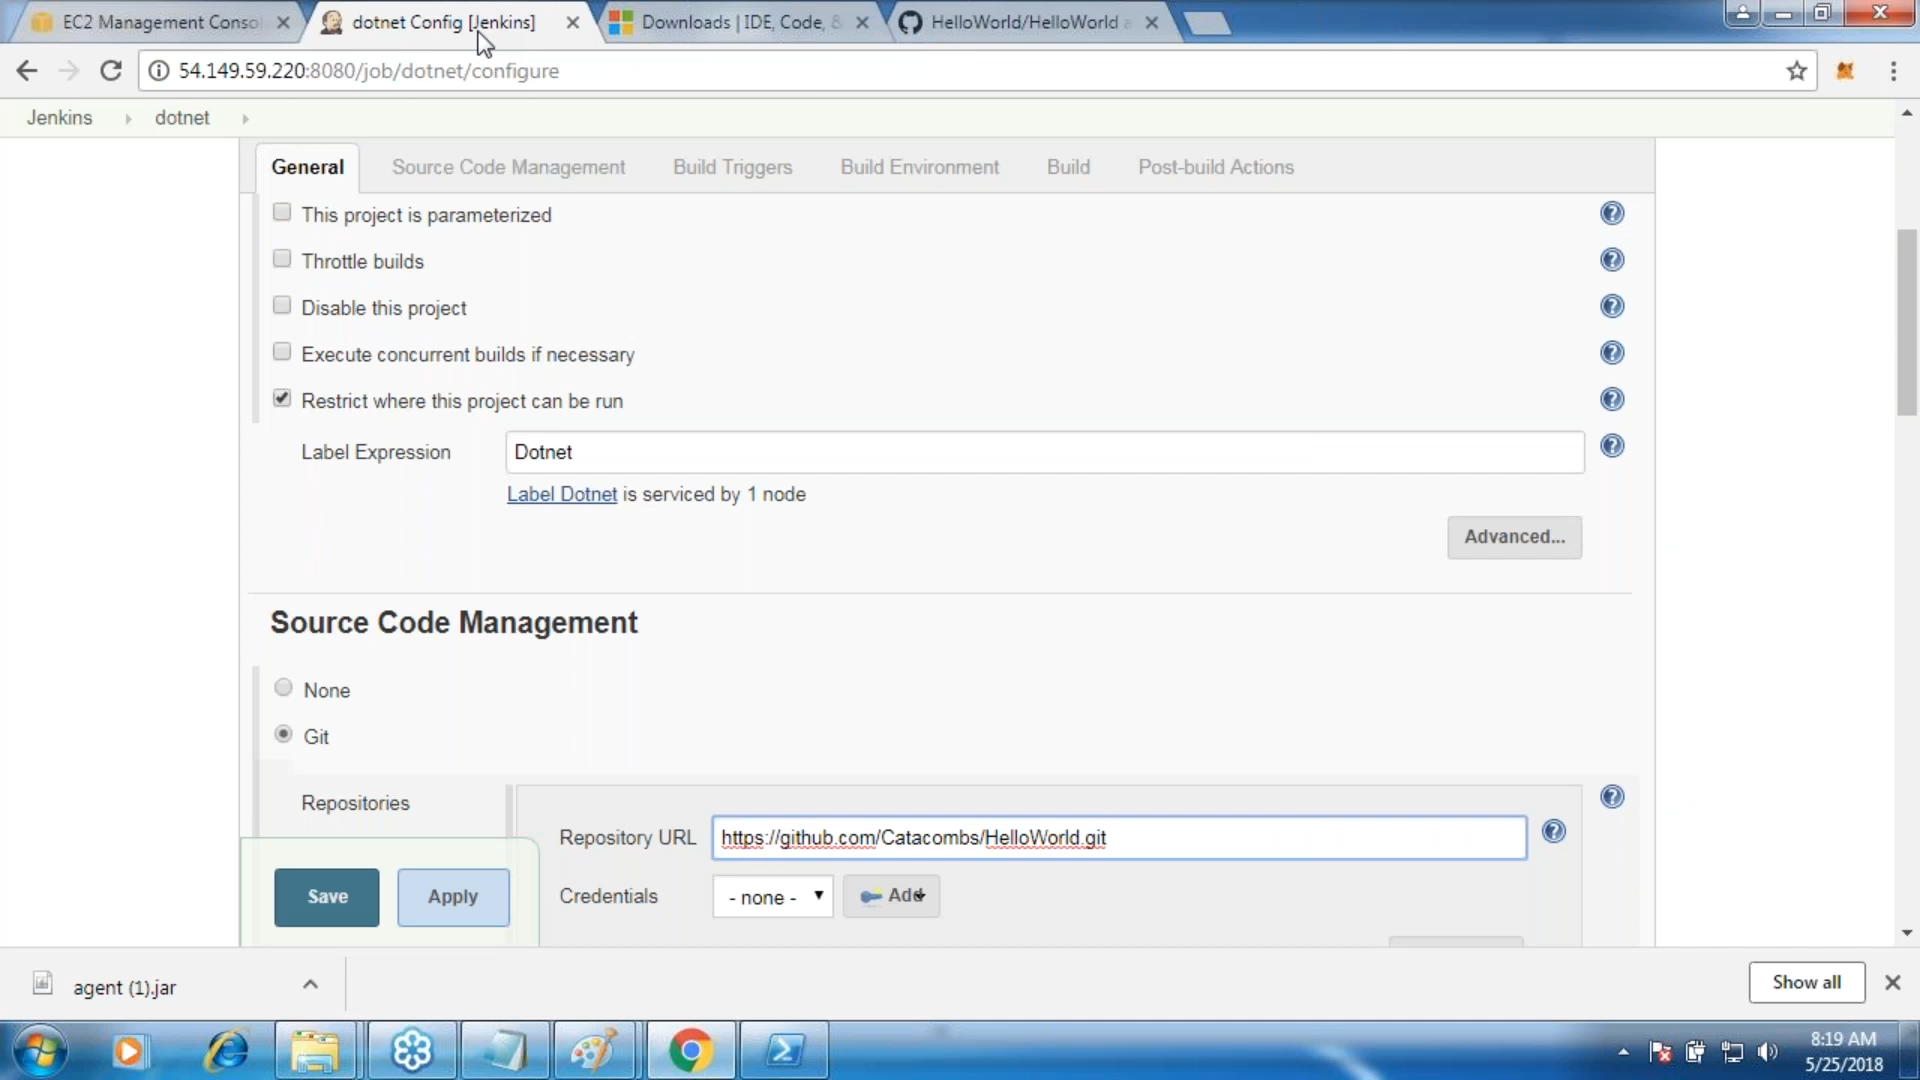 EC2 Management Conso
dotnet Config [Jenkins]
Downloads | IDE, Code, &
HelloWorld/HelloWorld a
54.149.59.220:8080/job/dotnet/configure
Jenkins
dotnet
General
Source Code Management
Build Triggers
Build Environment
Build
Post-build Actions
This project is parameterized
Throttle builds
Disable this project
Execute concurrent builds if necessary
Restrict where this project can be run
Label Expression
Dotnet
Label Dotnet is serviced by 1 node
Advanced...
Source Code Management
None
Git
Repositories
Repository URL
https://github.com/Catacombs/HelloWorld.git
Credentials
- none -
Add
Save
Apply
agent (1).jar
Show all
8:19 AM
5/25/2018